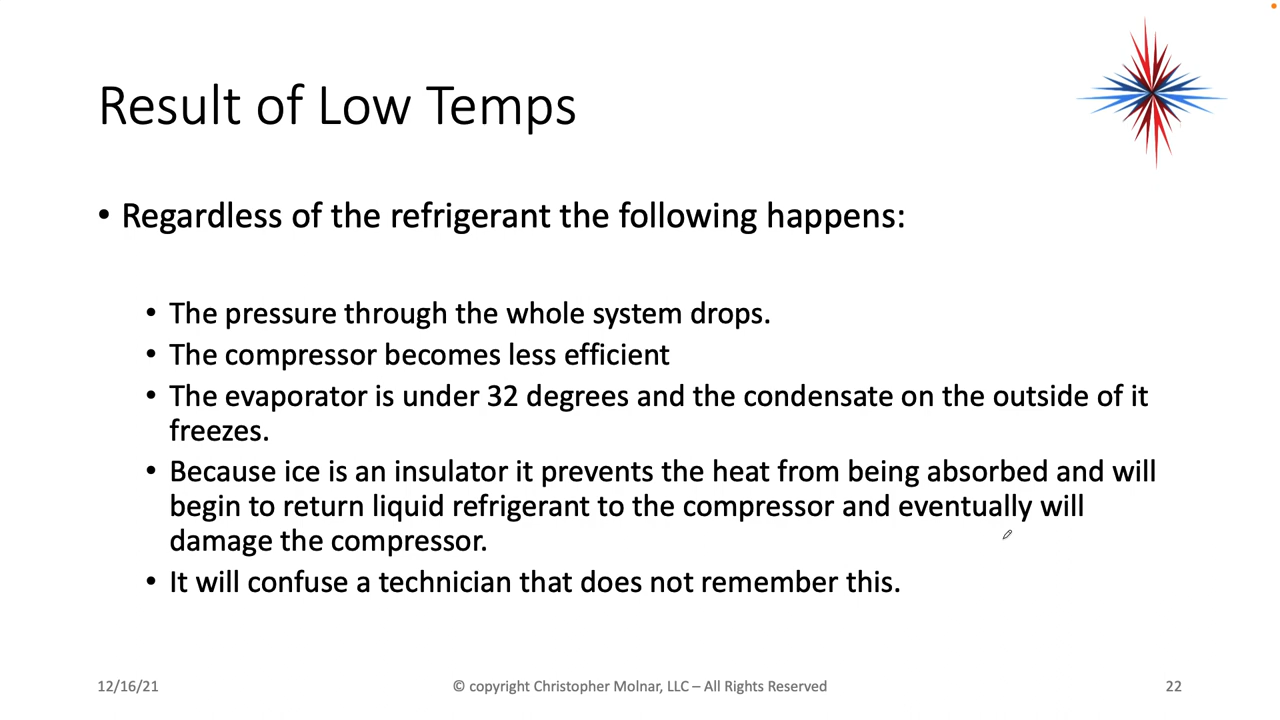 Result of Low Temps
• Regardless of the refrigerant the following happens:
• The pressure through the whole system drops.
• The compressor becomes less efficient
• The evaporator is under 32 degrees and the condensate on the outside of it
freezes.
• Because ice is an insulator it prevents the heat from being absorbed and will
begin to return liquid refrigerant to the compressor and eventually will
damage the compressor.
• It will confuse a technician that does not remember this.
12/16/21
© copyright Christopher Molnar, LLC – All Rights Reserved
22